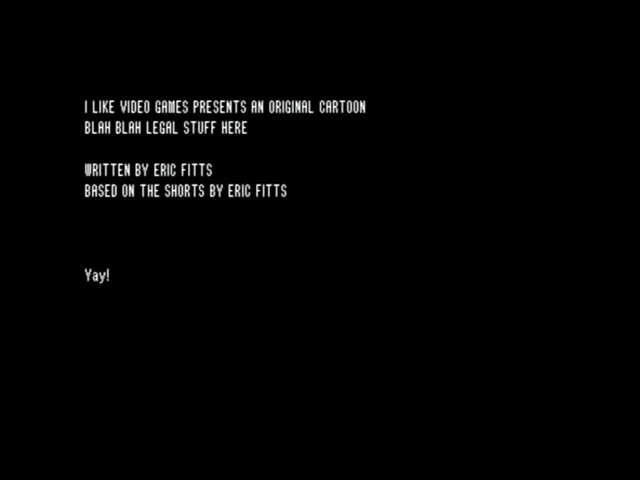 I LIKE VIDEO GAMES PRESENTS AN ORIGINAL CARTOON
BLAH BLAH LEGAL STUFF HERE
WRITTEN BY ERIC FITTS
BASED ON THE SHORTS BY ERIC FITTS
Yay!